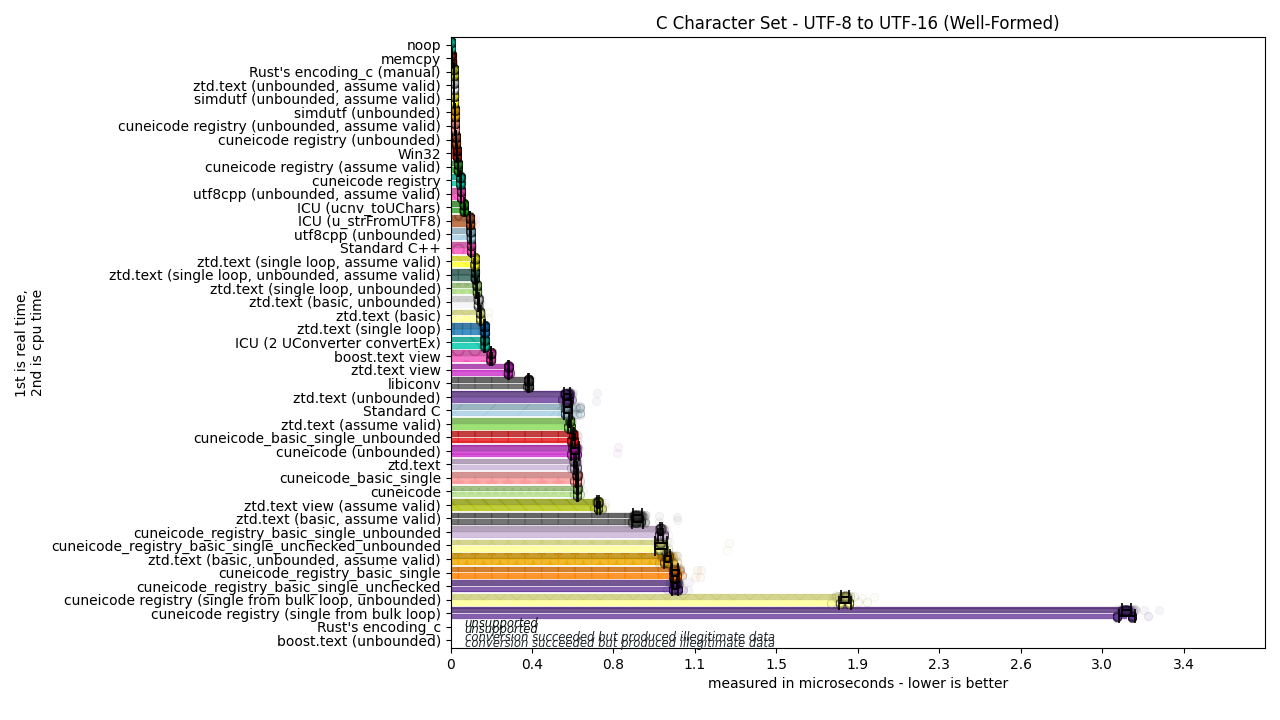 C Character Set - UTF-8 to UTF-16 (Well-Formed)
noop
memcpy
Rust's encoding_c (manual)
ztd.text (unbounded, assume valid)
simdutf (unbounded, assume valid)
simdutf (unbounded)
cuneicode registry (unbounded, assume valid)
cuneicode registry (unbounded)
Win32
cuneicode registry (assume valid)
cuneicode registry
utf8cpp (unbounded, assume valid)
ICU (ucnv_toUChars)
ICU (u_strFromUTF8)
utf8cpp (unbounded)
Standard C++
ztd.text (single loop, assume valid)
ztd.text (single loop, unbounded, assume valid)
ztd.text (single loop, unbounded)
ztd.text (basic, unbounded)
ztd.text (basic)
ztd.text (single loop)
ICU (2 UConverter convertEx)
boost.text view
ztd.text view
libiconv
ztd.text (unbounded)
Standard C
ztd.text (assume valid)
cuneicode_basic_single_unbounded
cuneicode (unbounded)
ztd.text
cuneicode_basic_single
cuneicode
ztd.text view (assume valid)
ztd.text (basic, assume valid)
cuneicode_registry_basic_single_unbounded
cuneicode_registry_basic_single_unchecked_unbounded
ztd.text (basic, unbounded, assume valid)
cuneicode_registry_basic_single
cuneicode_registry_basic_single_unchecked
cuneicode registry (single from bulk loop, unbounded)
cuneicode registry (single from bulk loop)
Rust's encoding_c
boost.text (unbounded)
unsupported
unsupported
conversion succeeded but produced illegitimate data
conversion succeeded but produced illegitimate data
1st is real time,
2nd is cpu time
0 0.4 0.8 1.1 1.5 1.9 2.3 2.6 3.0 3.4
measured in microseconds - lower is better